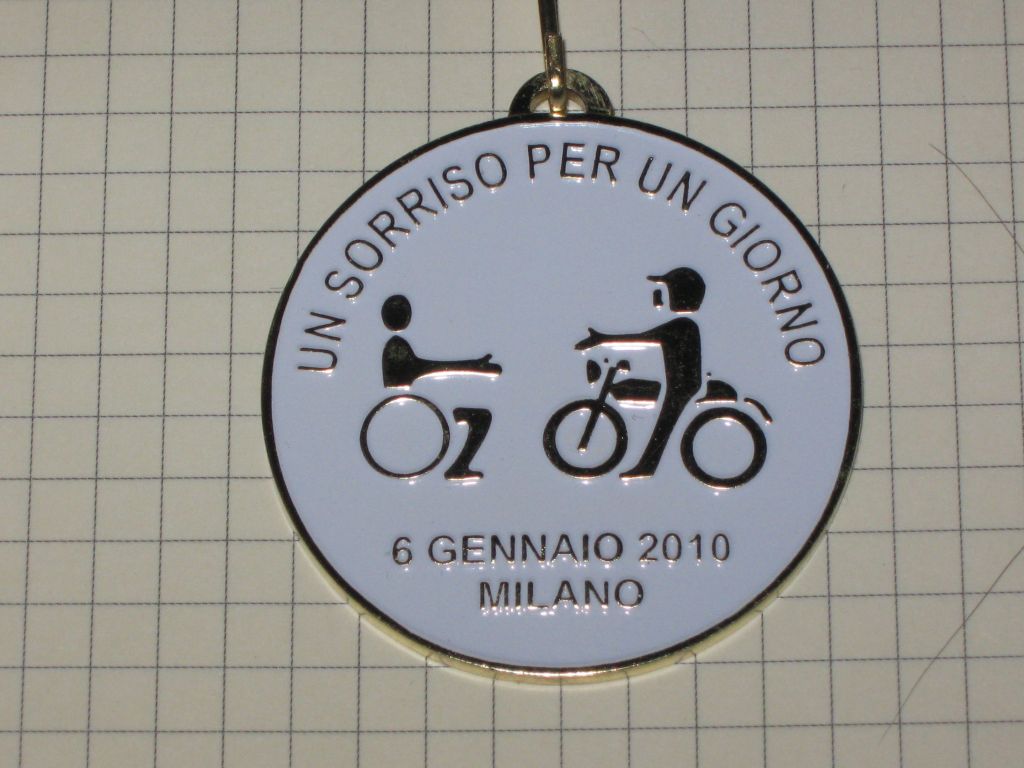 UN SORRISO PER UN GIORNO
6 GENNAIO 2010
MILANO